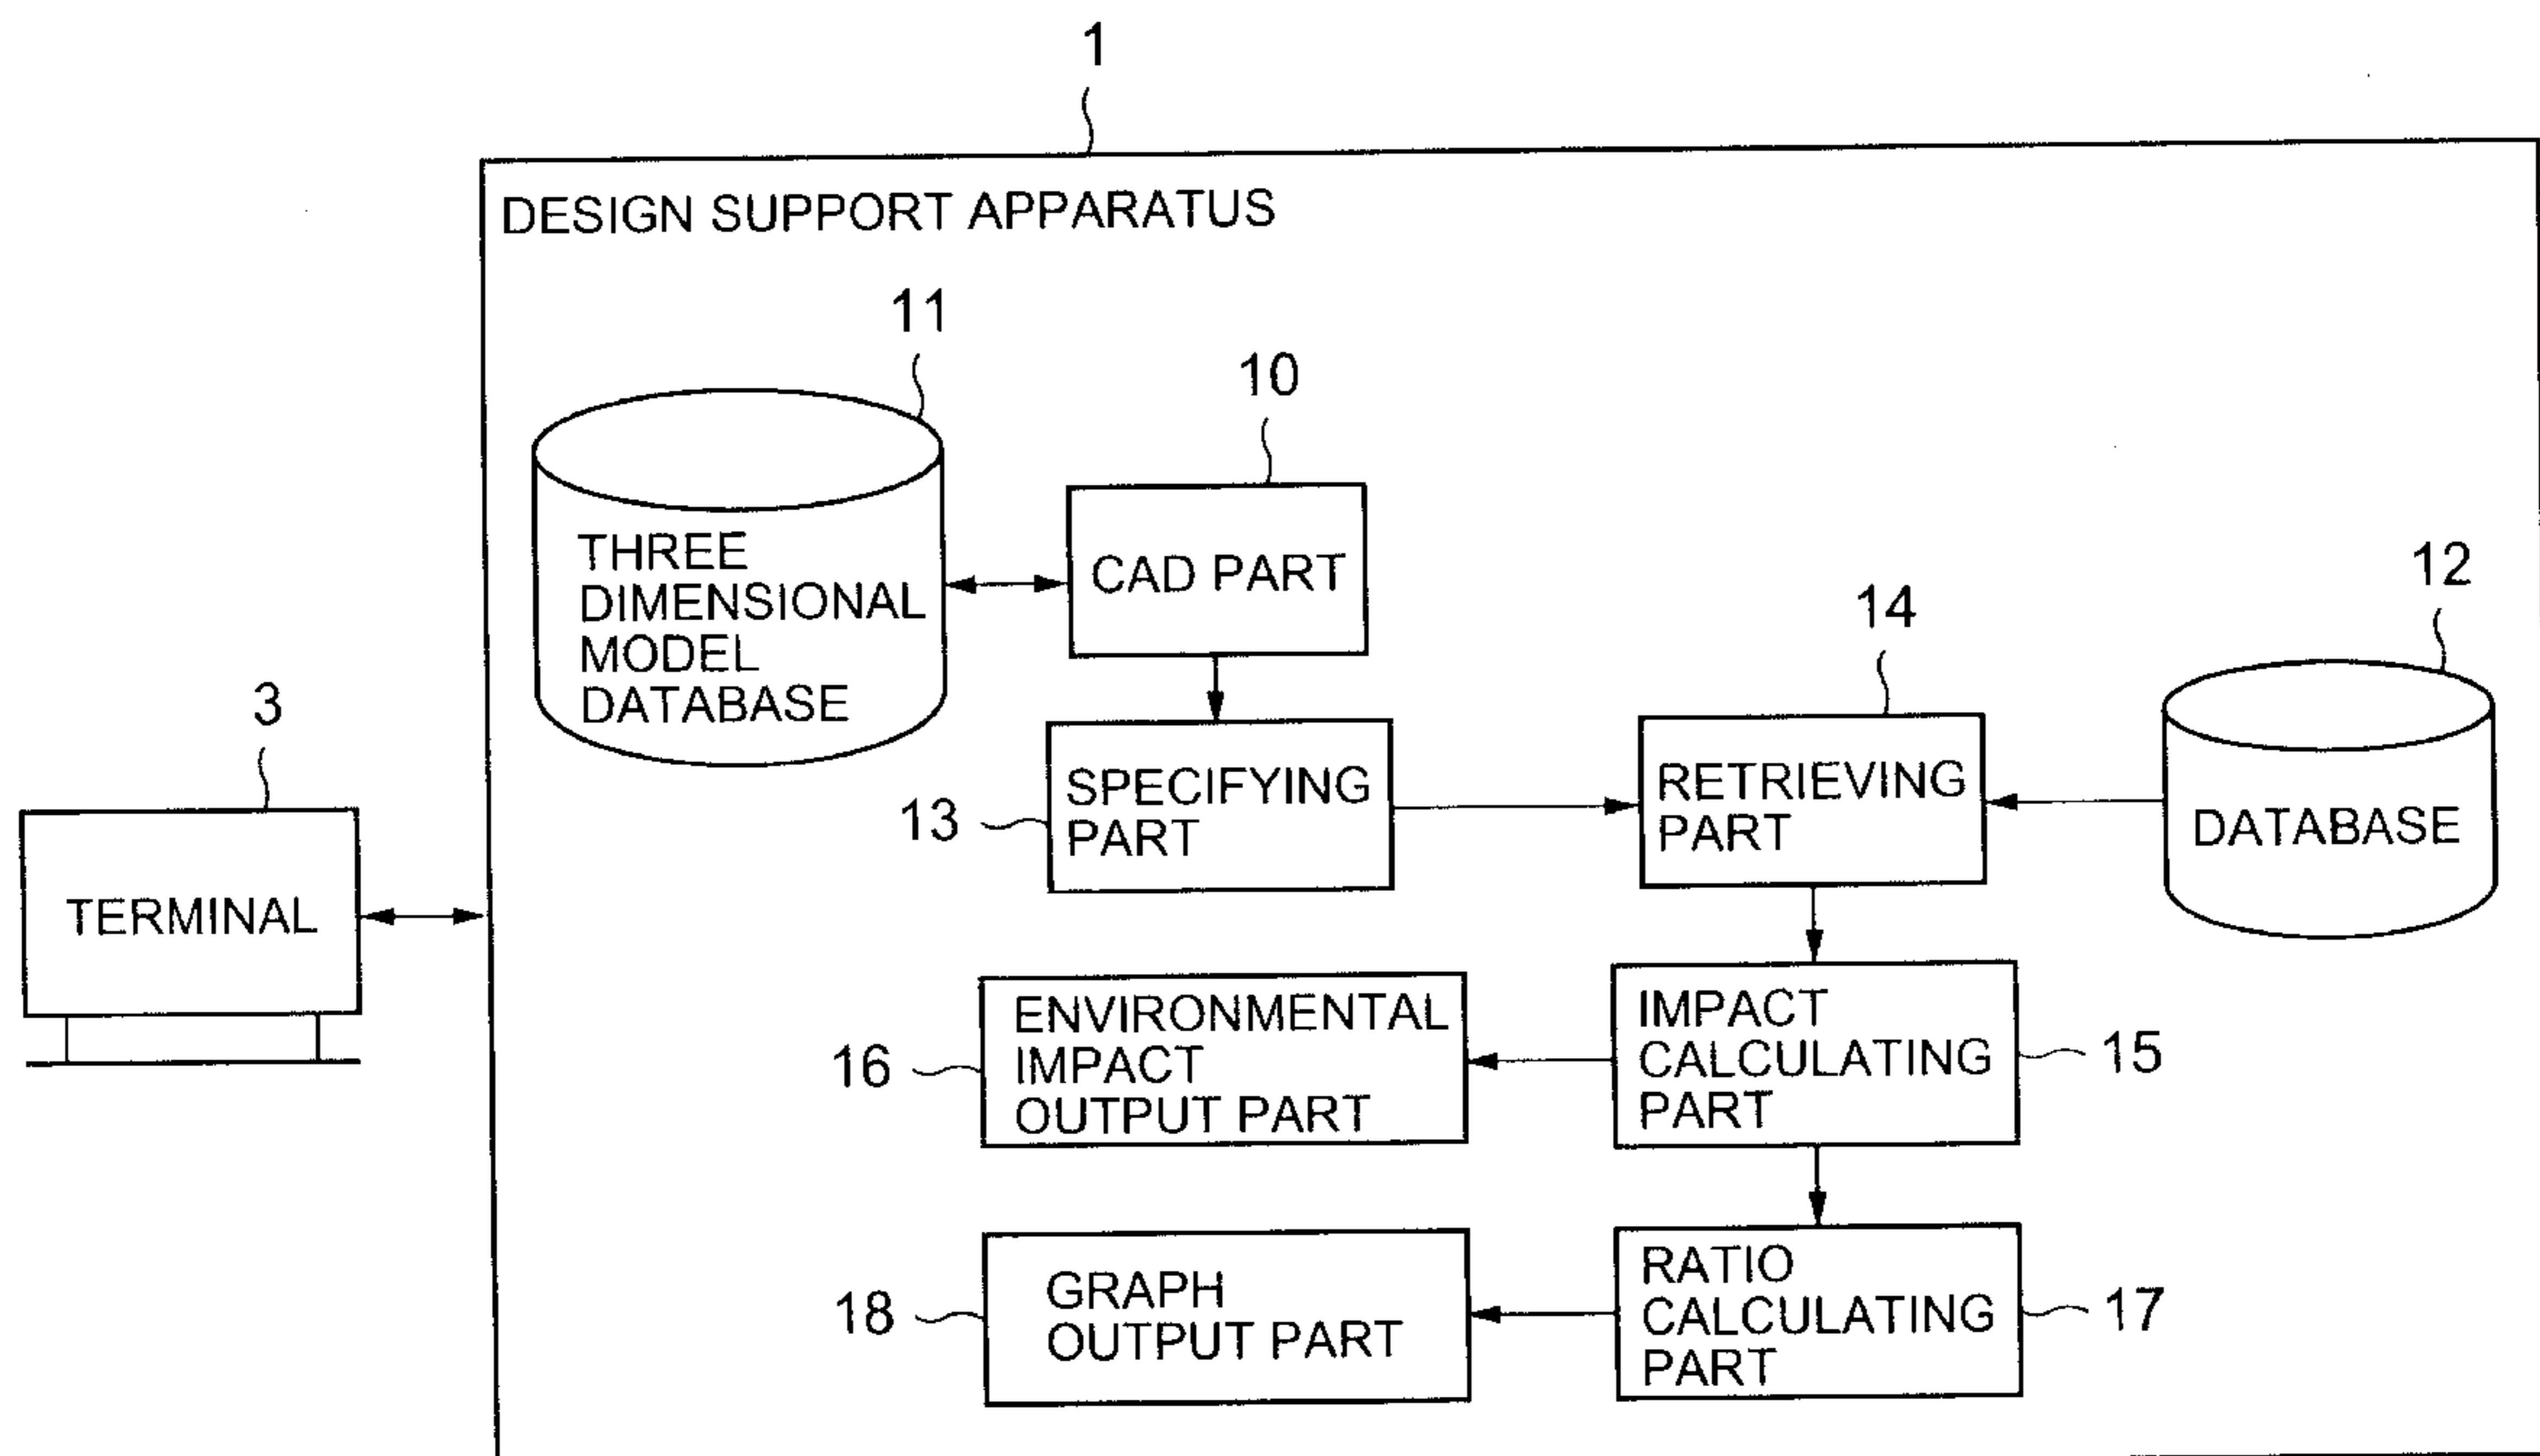 1
DESIGN SUPPORT APPARATUS
11
10
THREE
DIMENSIONAL
MODEL
DATABASE
CAD PART
14
12
3
TERMINAL
13
SPECIFYING
PART
RETRIEVING
PART
DATABASE
16
ENVIRONMENTAL
IMPACT
OUTPUT PART
IMPACT
CALCULATING
PART
15
18
GRAPH
OUTPUT PART
RATIO
CALCULATING
PART
17